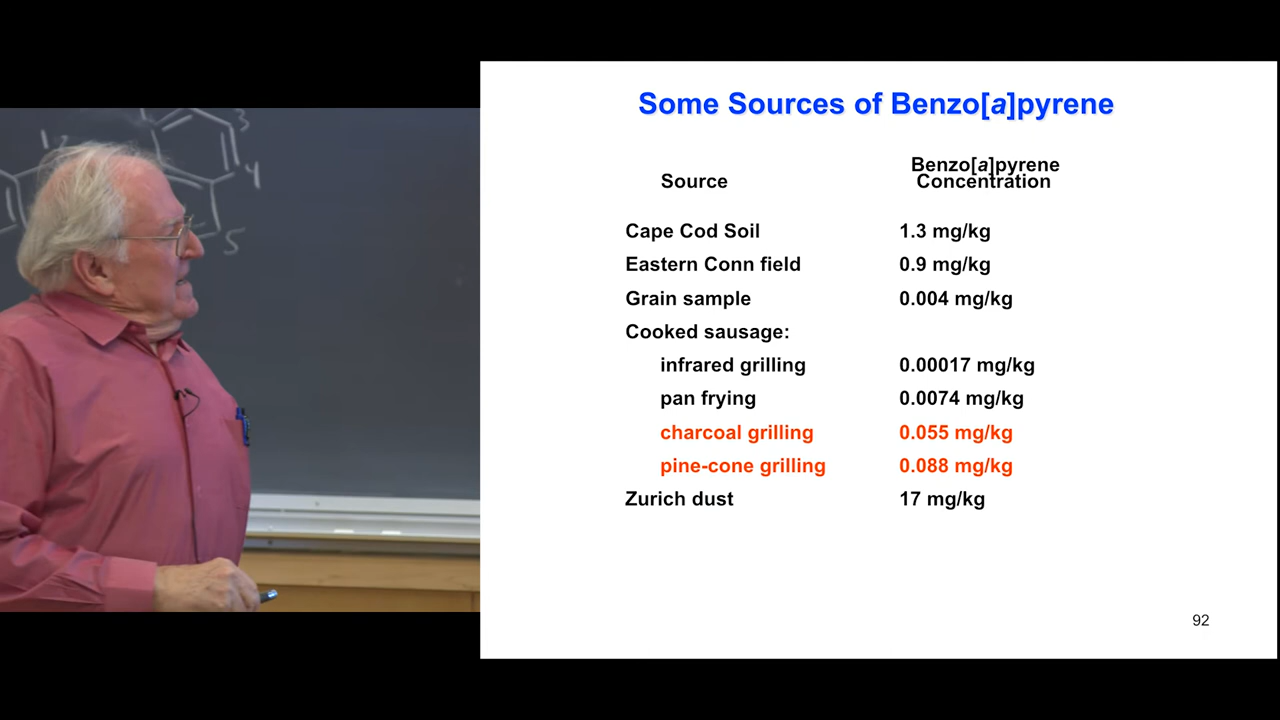 3
4
5
Some Sources of Benzo[a]pyrene
Source
Benzo[a]pyrene
Concentration
Cape Cod Soil 1.3 mg/kg
Eastern Conn field 0.9 mg/kg
Grain sample 0.004 mg/kg
Cooked sausage:
infrared grilling 0.00017 mg/kg
pan frying 0.0074 mg/kg
charcoal grilling 0.055 mg/kg
pine-cone grilling 0.088 mg/kg
Zurich dust 17 mg/kg
92